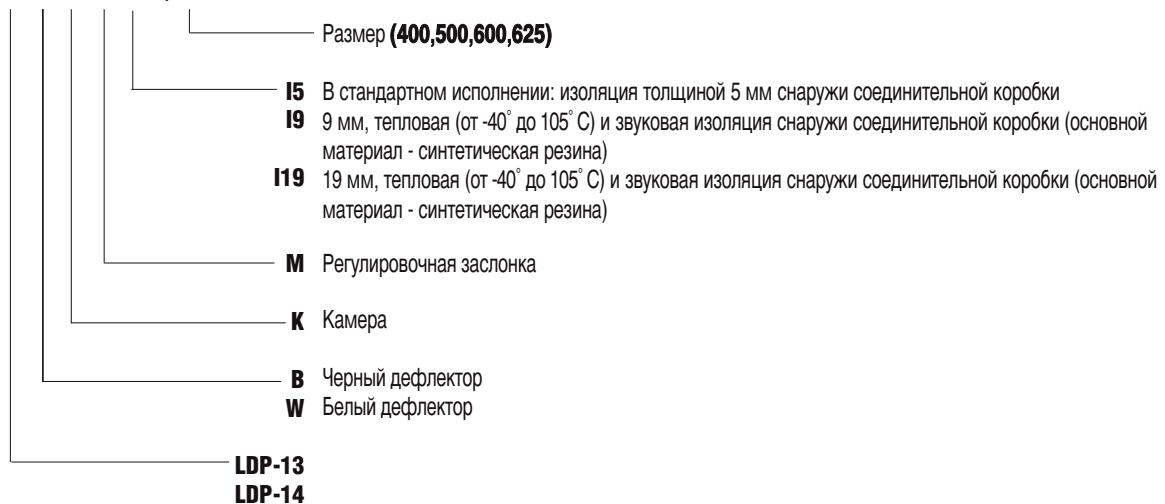 Размер (400,500,600,625)
I5 В стандартном исполнении: изоляция толщиной 5 мм снаружи соединительной коробки
I9 9 мм, тепловая (от -40˚ до 105˚ С) и звуковая изоляция снаружи соединительной коробки (основной
материал - синтетическая резина)
I19 19 мм, тепловая (от -40˚ до 105˚ С) и звуковая изоляция снаружи соединительной коробки (основной
материал - синтетическая резина)
M Регулировочная заслонка
K Камера
B Черный дефлектор
W Белый дефлектор
LDP-13
LDP-14